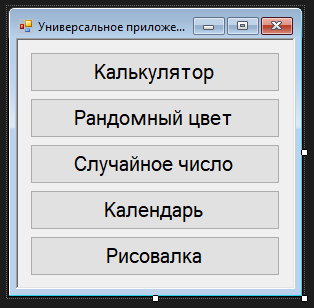 Универсальное приложе...
Калькулятор
Рандомный цвет
Случайное число
Календарь
Рисовалка